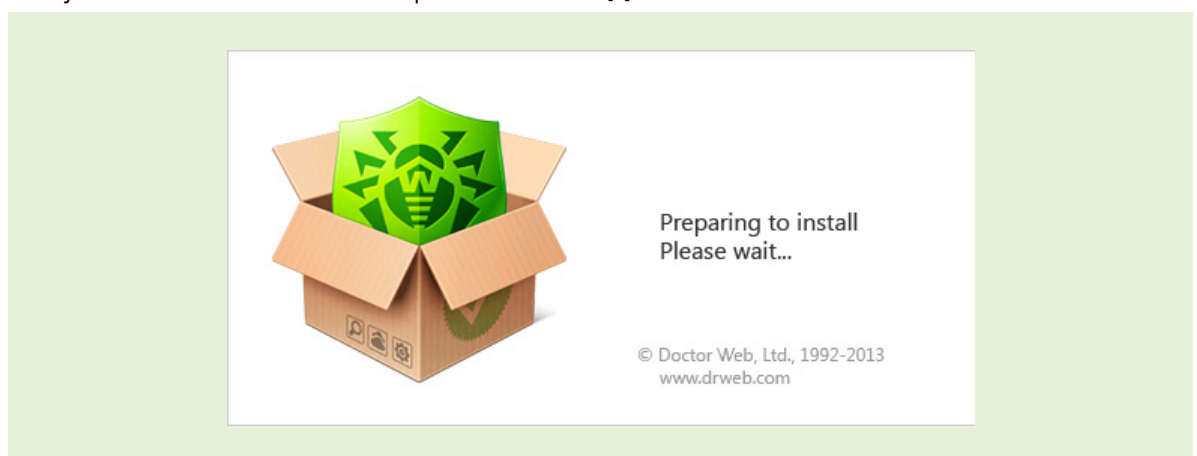 Preparing to install
Please wait...
© Doctor Web, Ltd., 1992-2013
www.drweb.com